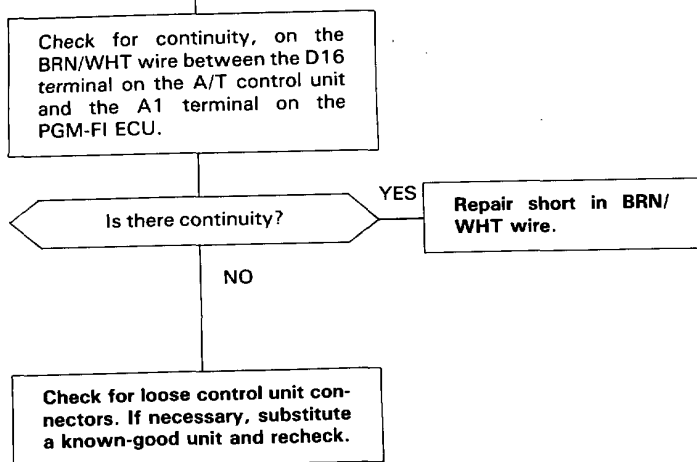 Check for continuity, on the
BRN/WHT wire between the D16
terminal on the A/T control unit
and the A1 terminal on the
PGM-FI ECU.
Is there continuity?
YES
Repair short in BRN/
WHT wire.
NO
Check for loose control unit con-
nectors. If necessary, substitute
a known-good unit and recheck.